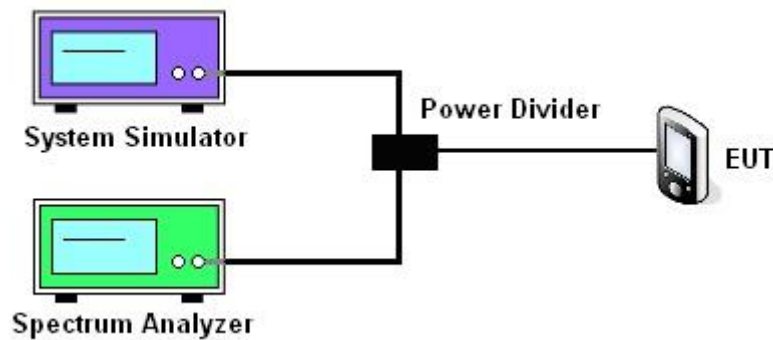 System Simulator
Power Divider
EUT
Spectrum Analyzer